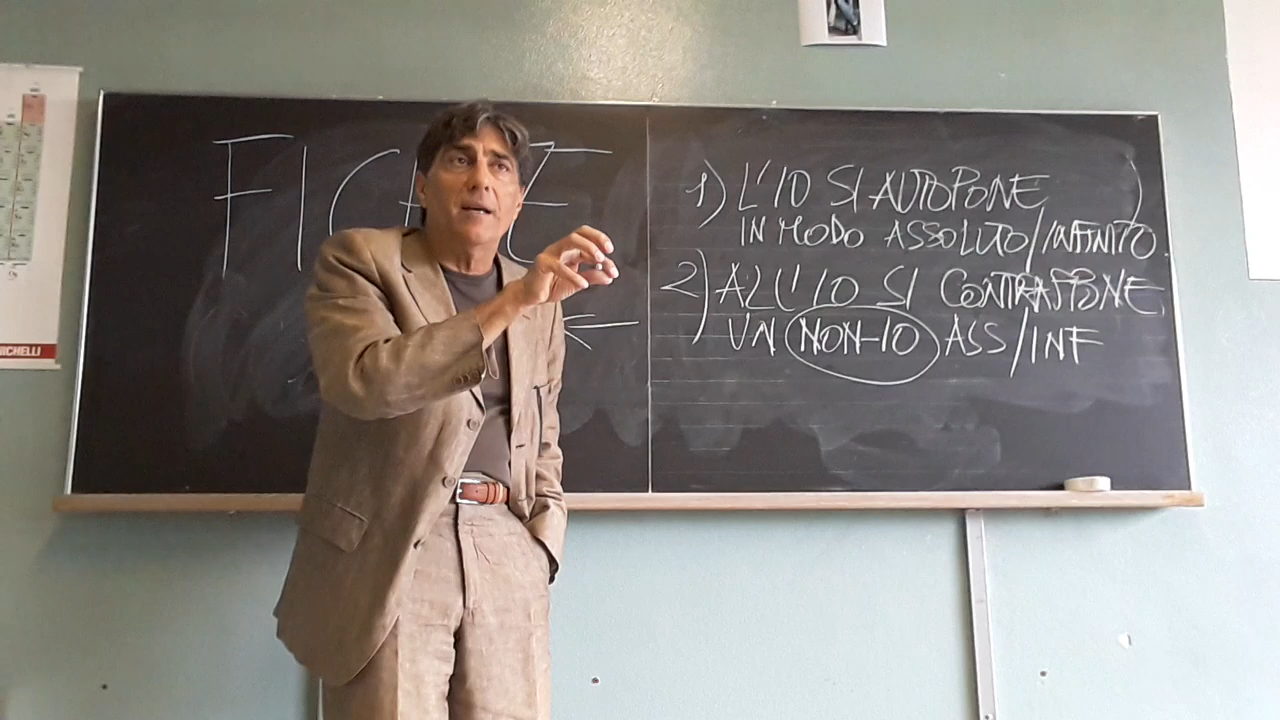 FICHTE
1) L'IO SI AUTOPONE
IN MODO ASSOLUTO/INFINITO.
2) ALL'IO SI CONTRAPPONE
UN NON-IO ASS/INF
NICHELLI